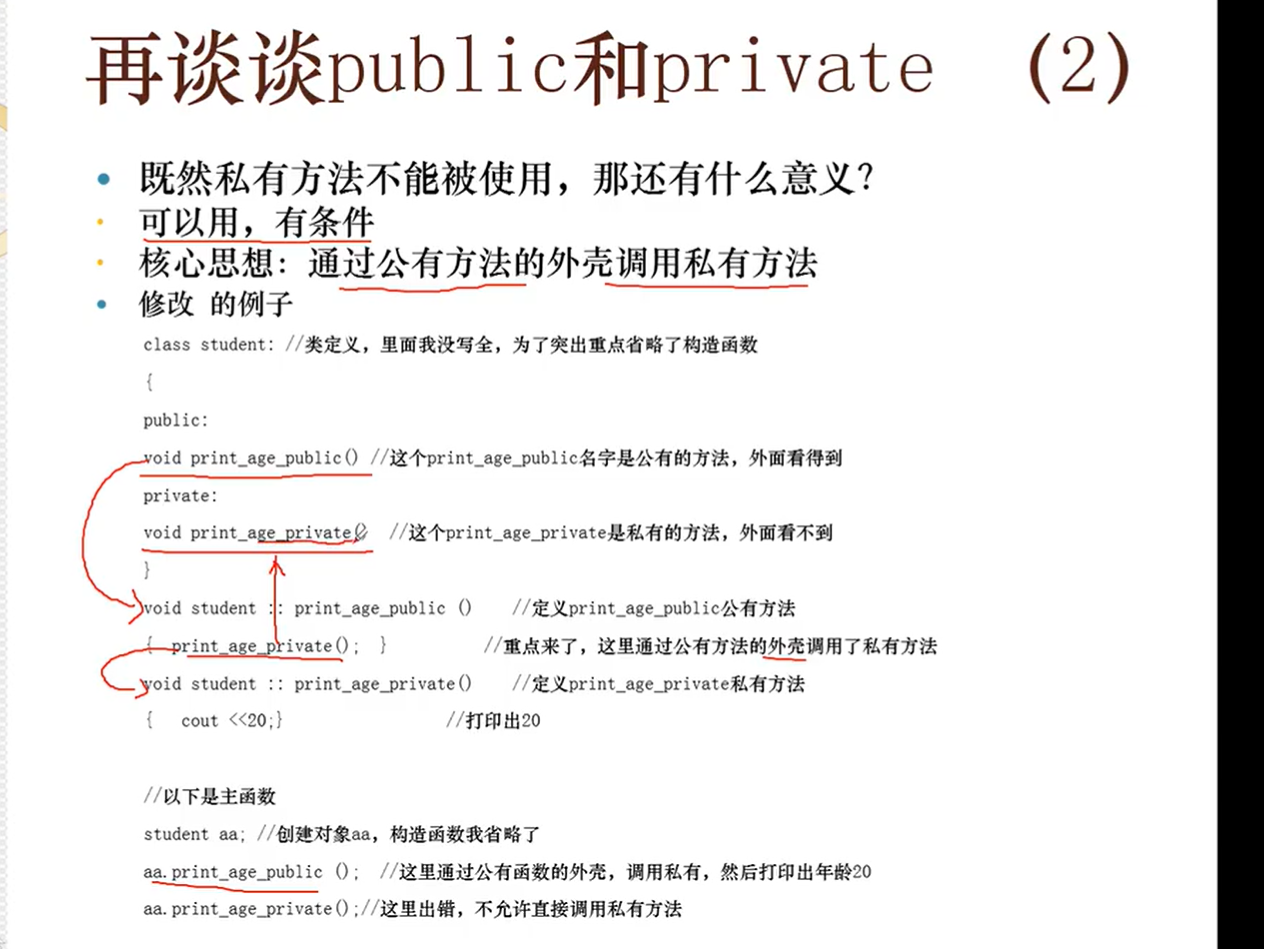 再谈谈public和private (2)
既然私有方法不能被使用，那还有什么意义？
可以用，有条件
核心思想：通过公有方法的外壳调用私有方法
修改 的例子
class student: //类定义，里面我没写全，为了突出重点省略了构造函数
{
public:
void print_age_public() //这个print_age_public名字是公有的方法，外面看得到
private:
void print_age_private() //这个print_age_private是私有的方法，外面看不到
}
void student :: print_age_public () //定义print_age_public公有方法
{ print_age_private(); } //重点来了，这里通过公有方法的外壳调用了私有方法
void student :: print_age_private() //定义print_age_private私有方法
{ cout <<20;} //打印出20
//以下是主函数
student aa; //创建对象aa，构造函数我省略了
aa.print_age_public (); //这里通过公有函数的外壳，调用私有，然后打印出年龄20
aa.print_age_private();//这里出错，不允许直接调用私有方法